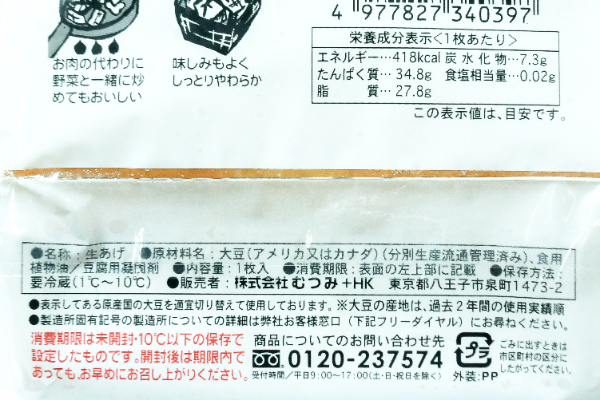 4 977827 340397
栄養成分表示<1枚あたり>
エネルギー…418kcal 炭水化物…7.3g
たんぱく質…34.8g 食塩相当量…0.02g
脂質…27.8g
この表示値は、目安です。
お肉の代わりに
野菜と一緒に炒
めてもおいしい
味しみもよく
しっとりやわらか
●名称：生あげ ●原材料名：大豆(アメリカ又はカナダ)(分別生産流通管理済み)、食用
植物油／豆腐用凝固剤 ●内容量：1枚入 ●消費期限：表面の左上部に記載 ●保存方法：
要冷蔵(1℃〜10℃) ●販売者：株式会社むつみ+HK 東京都八王子市泉町1473-2
●表示してある原産国の大豆を適宜切り替えて使用しております。※大豆の産地は、過去2年間の使用実績順
●製造所固有記号の製造所についての詳細は弊社お客様窓口（下記フリーダイヤル）にお尋ねください。
消費期限は未開封・10℃以下の保存で
設定したものです。開封後は期限内で
あっても、お早めにお召し上がりください。
商品についてのお問い合わせ先
0120-237574
受付時間／平日9:00〜17:00(土・日・祝日を除く)
プラ
外装:PP
ごみに出すときは
市区町村の区分に
したがってください。